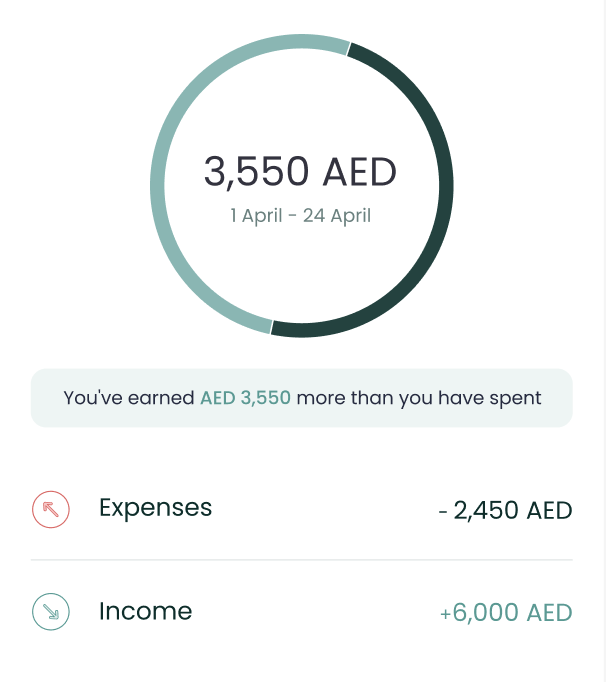 3,550 AED
1 April - 24 April
You've earned AED 3,550 more than you have spent
Expenses
- 2,450 AED
Income
+6,000 AED